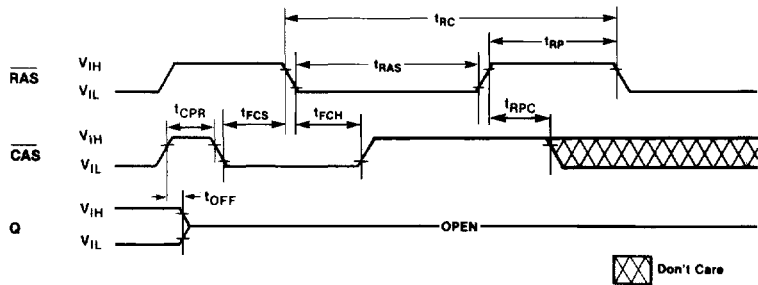 tRC
tRP
RAS
VIH
VIL
tRAS
tCPR
tFCS
tFCH
tRPC
CAS
VIH
VIL
tOFF
Q
VIH
VIL
OPEN
Don't Care